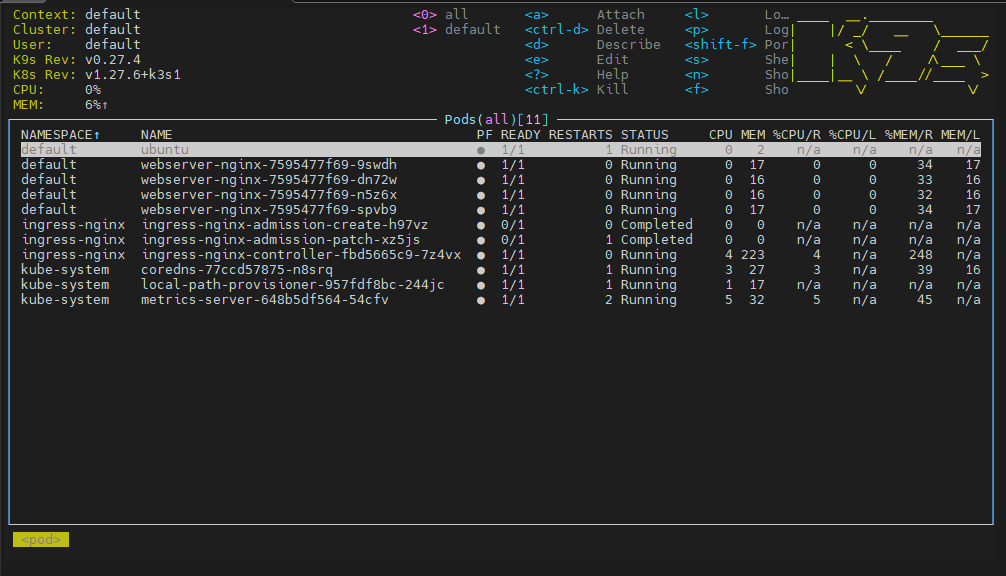 Context: default <0> all <a> Attach <l> Lo…
Cluster: default <1> default <ctrl-d> Delete <p> Log
User: default <d> Describe <shift-f> Por
K9s Rev: v0.27.4 <e> Edit <s> She
K8s Rev: v1.27.6+k3s1 <?> Help <n> Sho
CPU: 0% <ctrl-k> Kill <f> Sho
MEM: 6%↑
Pods(all)[11]
NAMESPACE↑ NAME PF READY RESTARTS STATUS CPU MEM %CPU/R %CPU/L %MEM/R MEM/L
default ubuntu ● 1/1 1 Running 0 2 n/a n/a n/a n/a
default webserver-nginx-7595477f69-9swdh ● 1/1 0 Running 0 17 0 0 34 17
default webserver-nginx-7595477f69-dn72w ● 1/1 0 Running 0 16 0 0 33 16
default webserver-nginx-7595477f69-n5z6x ● 1/1 0 Running 0 16 0 0 32 16
default webserver-nginx-7595477f69-spvb9 ● 1/1 0 Running 0 17 0 0 34 17
ingress-nginx ingress-nginx-admission-create-h97vz ● 0/1 0 Completed 0 0 n/a n/a n/a n/a
ingress-nginx ingress-nginx-admission-patch-xz5js ● 0/1 1 Completed 0 0 n/a n/a n/a n/a
ingress-nginx ingress-nginx-controller-fbd5665c9-7z4vx ● 1/1 0 Running 4 223 4 n/a 248 n/a
kube-system coredns-77ccd57875-n8srq ● 1/1 1 Running 3 27 3 n/a 39 16
kube-system local-path-provisioner-957fdf8bc-244jc ● 1/1 1 Running 1 17 n/a n/a n/a n/a
kube-system metrics-server-648b5df564-54cfv ● 1/1 2 Running 5 32 5 n/a 45 n/a
<pod>